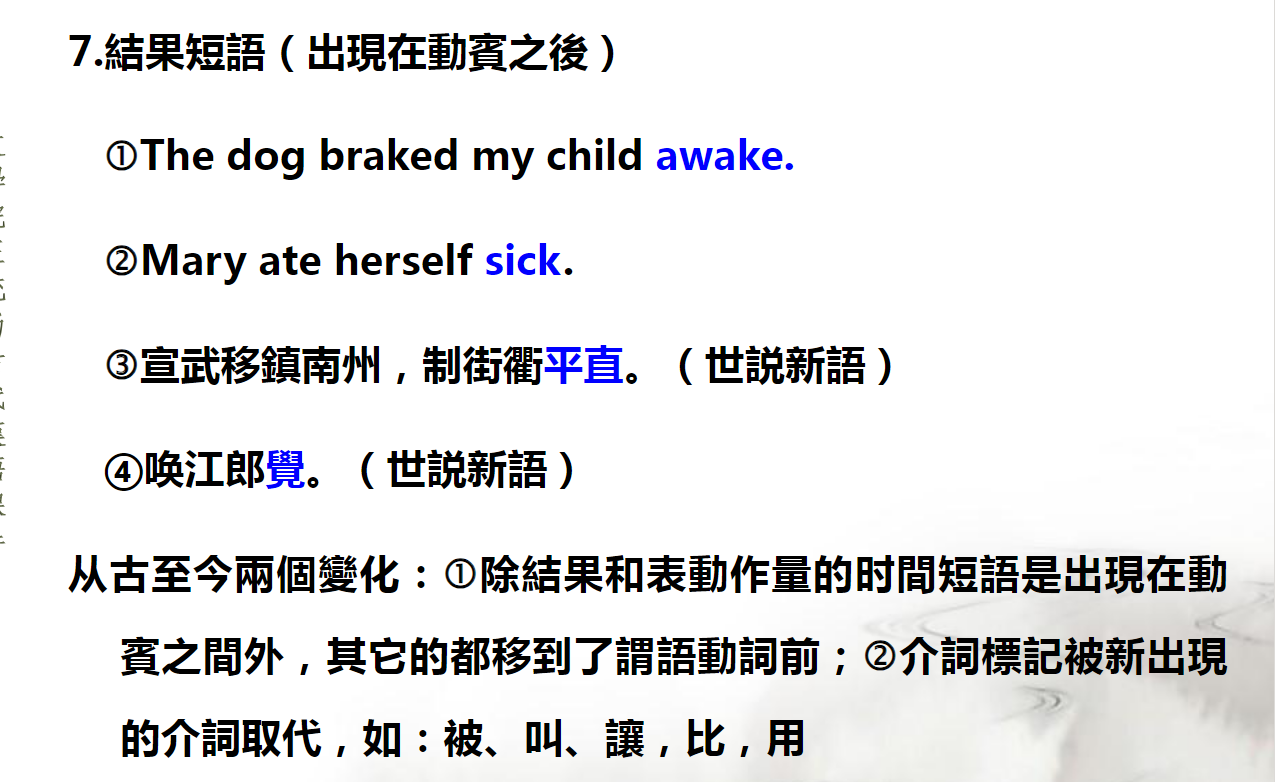 7.結果短語（出現在動賓之後）
①The dog braked my child awake.
②Mary ate herself sick.
③宣武移鎮南州，制街衢平直。（世説新語）
④唤江郎覺。（世説新語）
从古至今兩個變化：①除結果和表動作量的时間短語是出現在動
賓之間外，其它的都移到了謂語動詞前；②介詞標記被新出現
的介詞取代，如：被、叫、讓，比，用